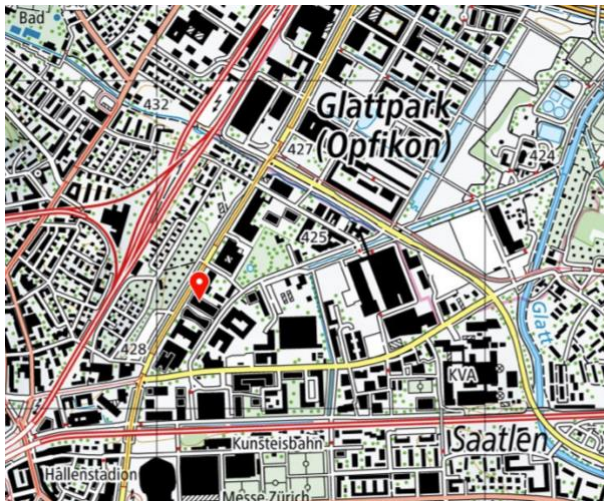 Bad
432
Glattpark
(Opfikon)
427
424
425
Glatt
428
KVA
Kunsteisbahn
Saatlen
Hallenstadion
Messe Zürich